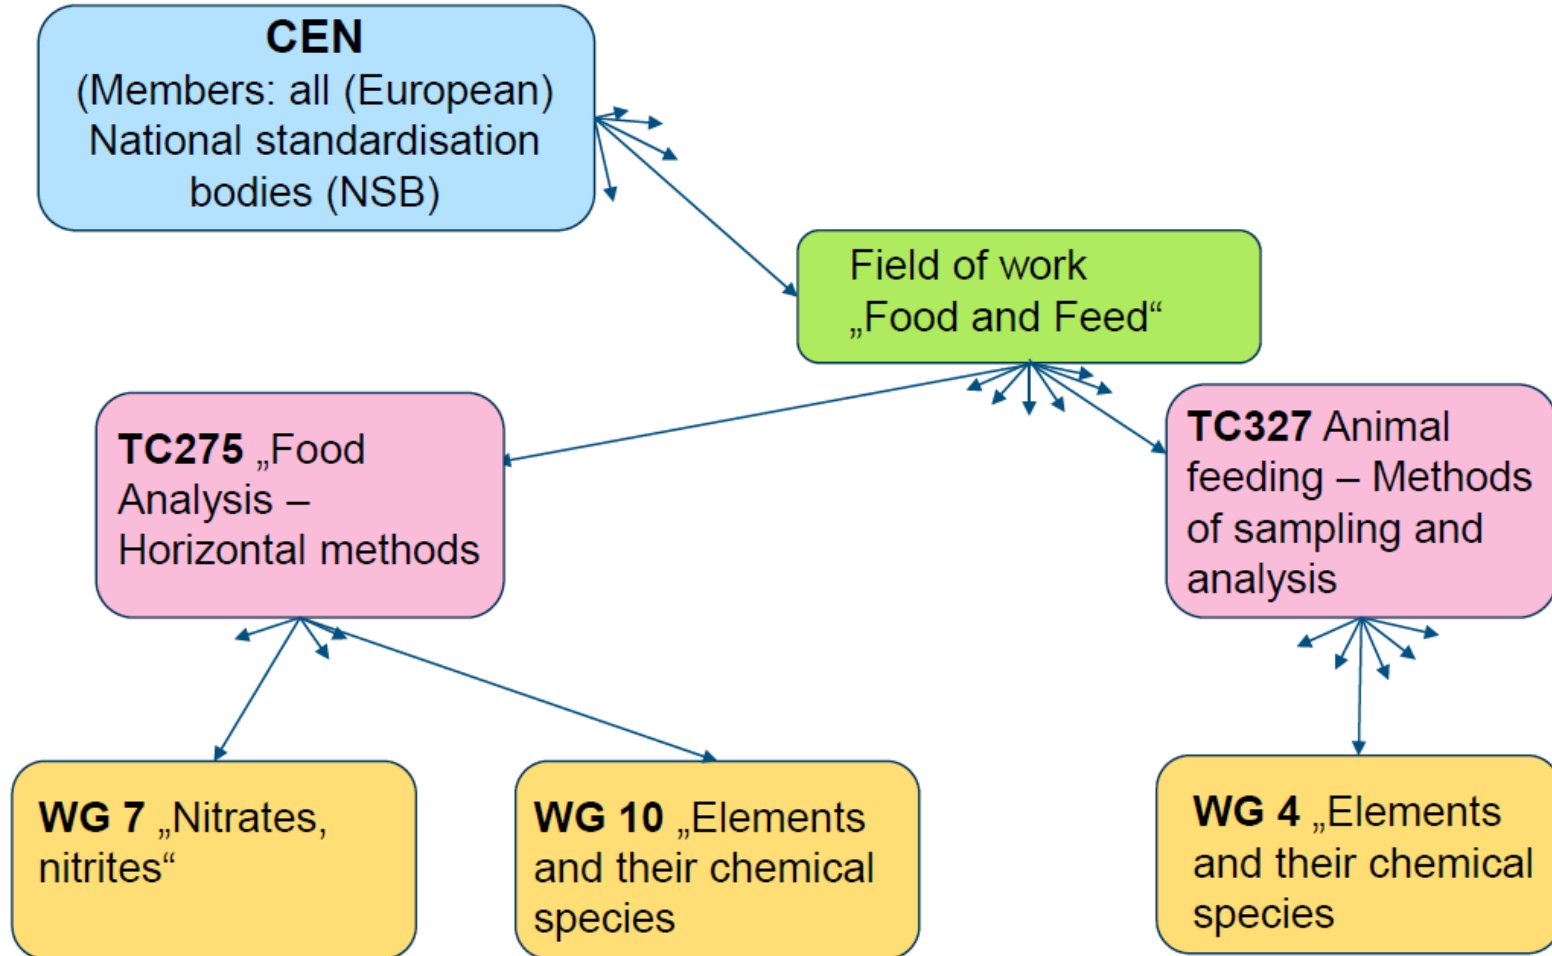 CEN
(Members: all (European)
National standardisation
bodies (NSB)
Field of work
„Food and Feed“
TC275 „Food
Analysis –
Horizontal methods
TC327 Animal
feeding – Methods
of sampling and
analysis
WG 7 „Nitrates,
nitrites“
WG 10 „Elements
and their chemical
species
WG 4 „Elements
and their chemical
species